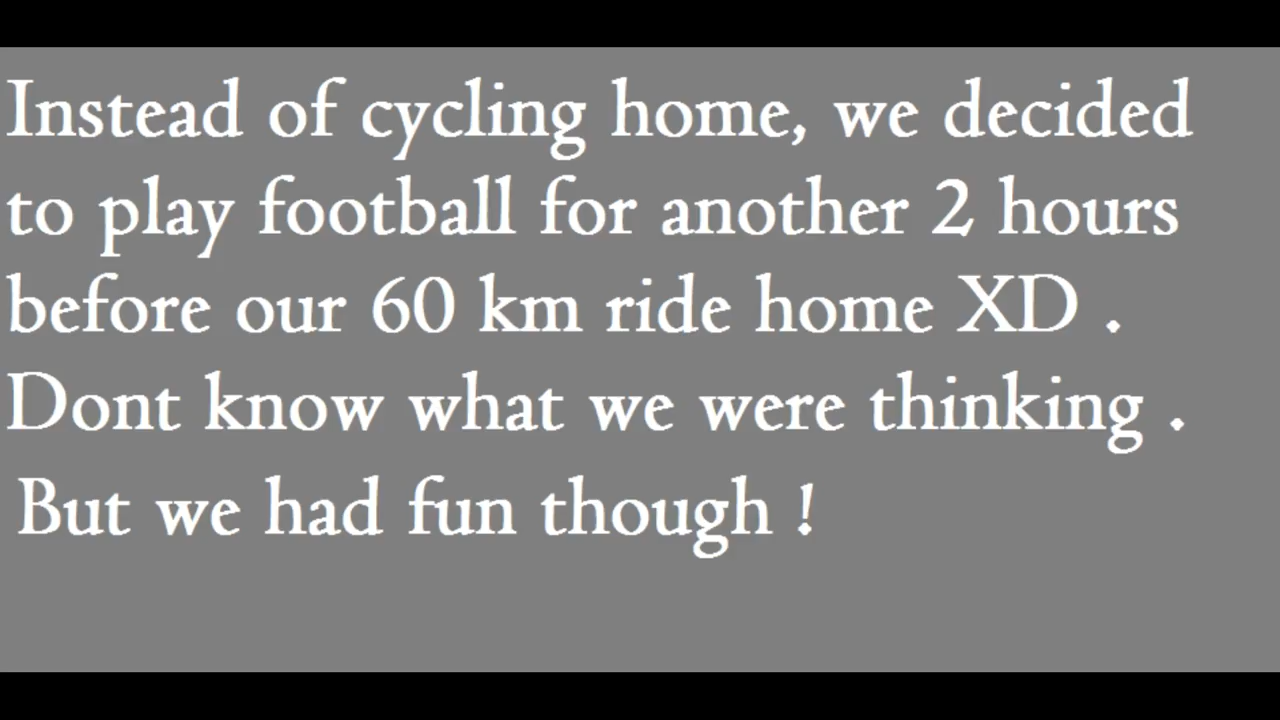 Instead of cycling home, we decided
to play football for another 2 hours
before our 60 km ride home XD .
Dont know what we were thinking .
But we had fun though !